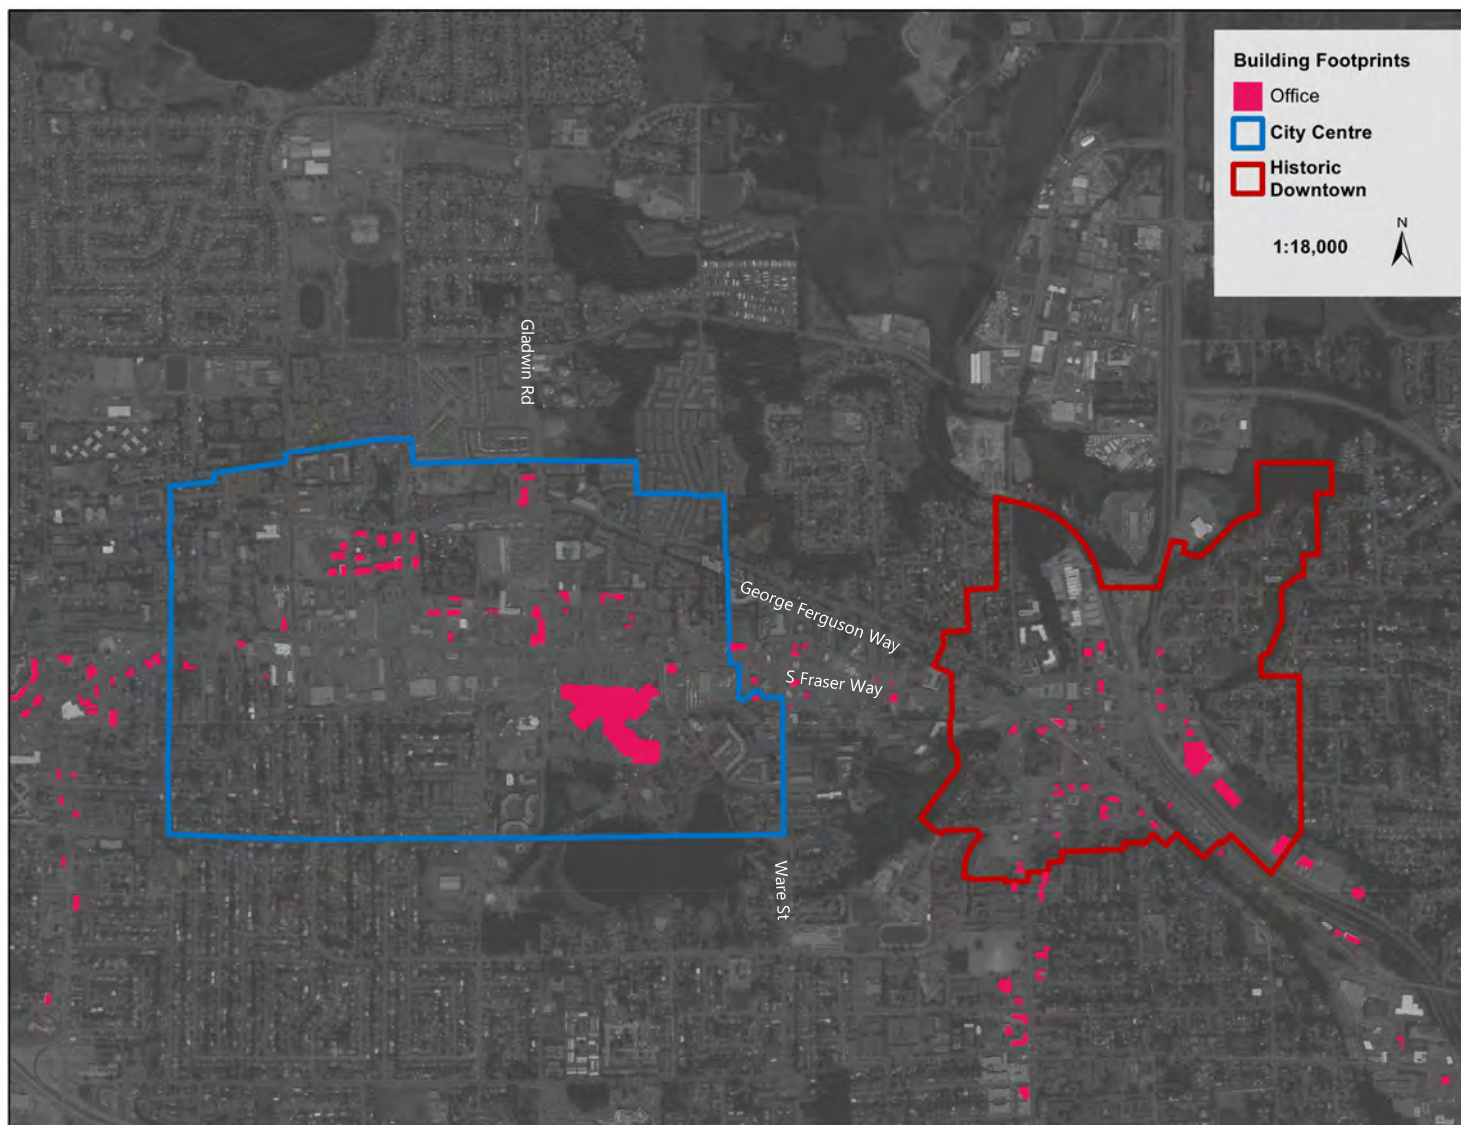 Building Footprints
Office
City Centre
Historic
Downtown
N
1:18,000
Gladwin Rd
George Ferguson Way
S Fraser Way
Ware St